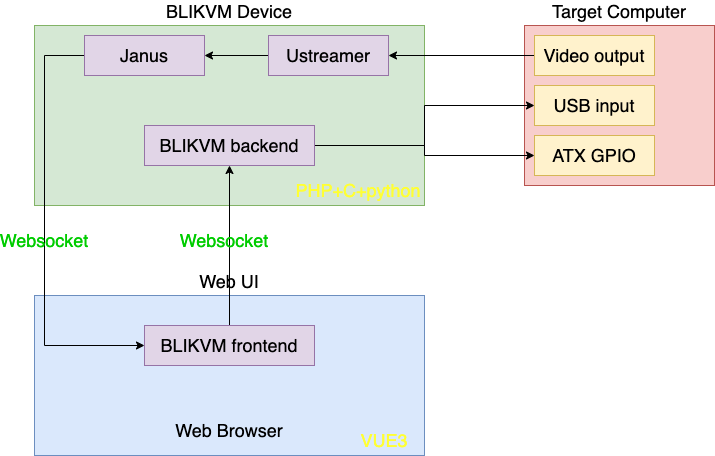 BLIKVM Device
Target Computer
Janus
Ustreamer
Video output
USB input
BLIKVM backend
ATX GPIO
PHP+C+python
Websocket
Websocket
Web UI
BLIKVM frontend
Web Browser
VUE3